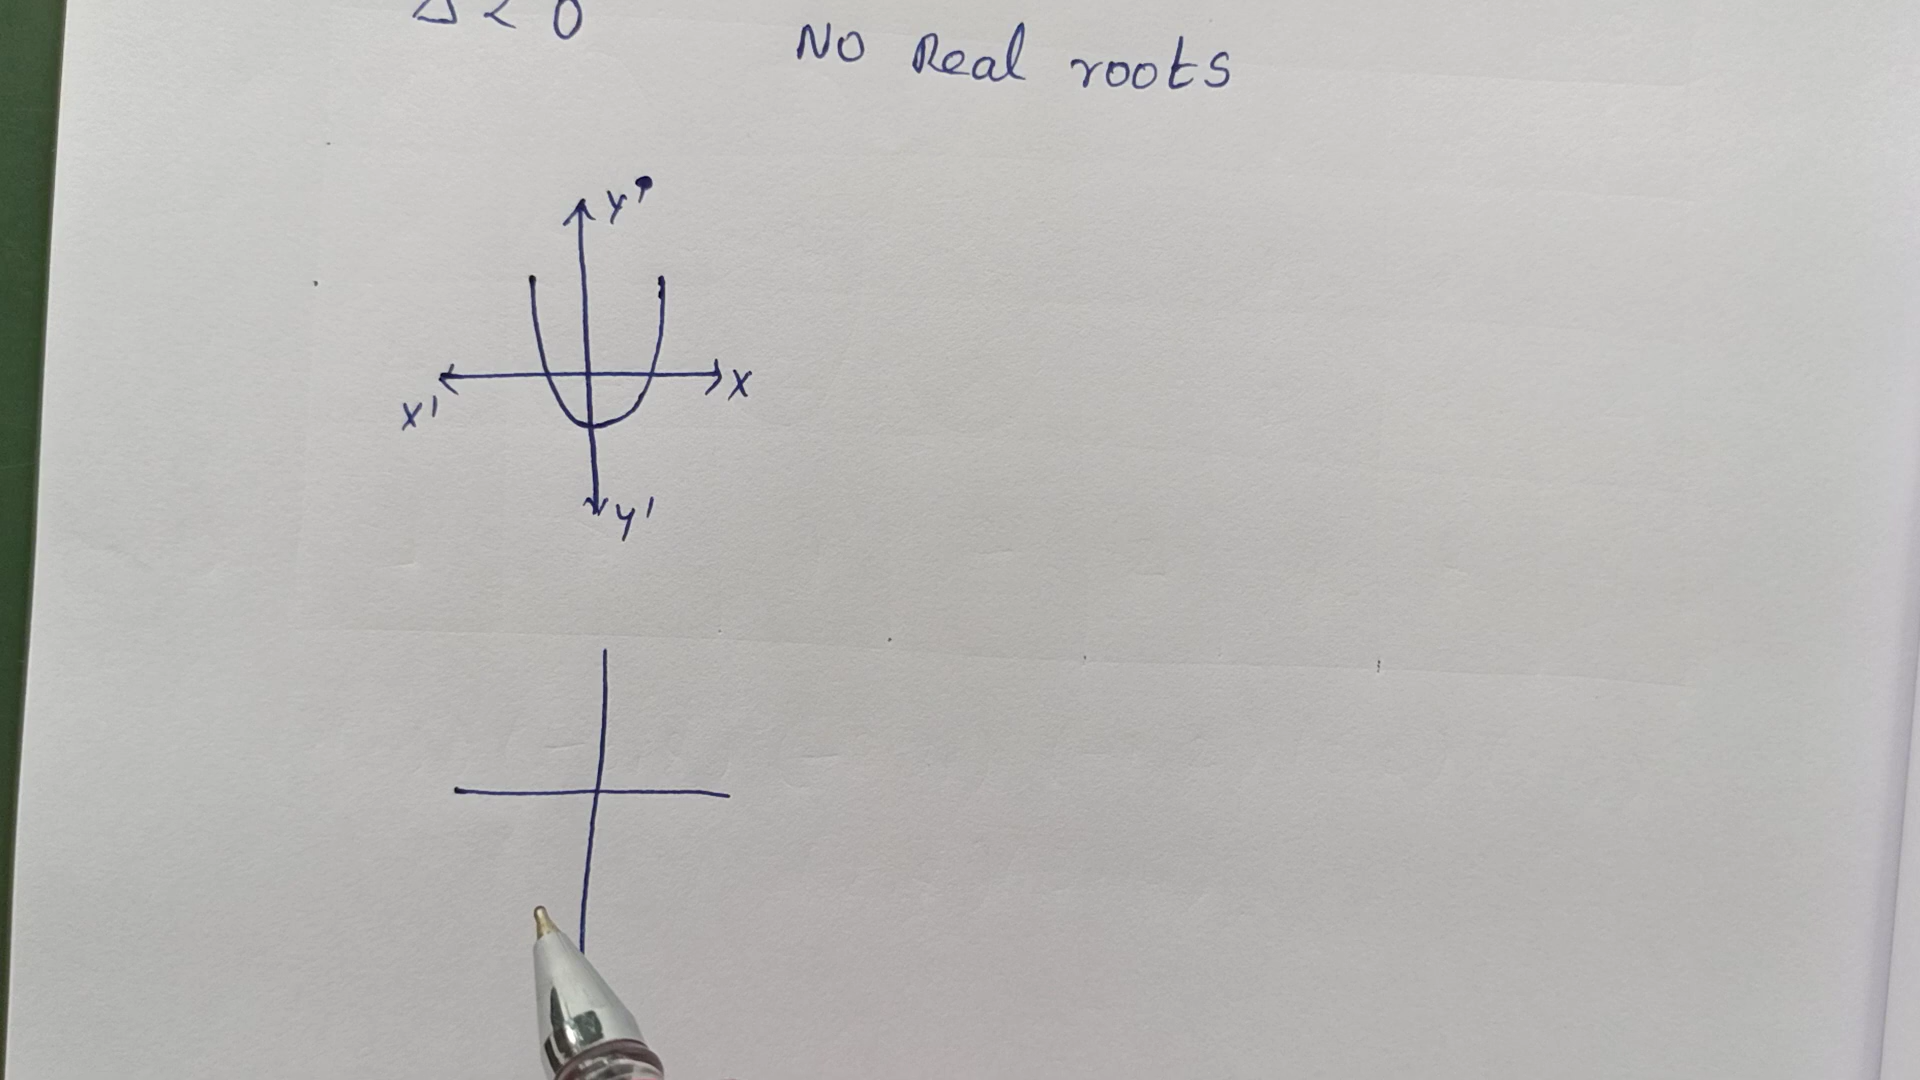 Δ < 0 No Real roots
y'
x' x
y'